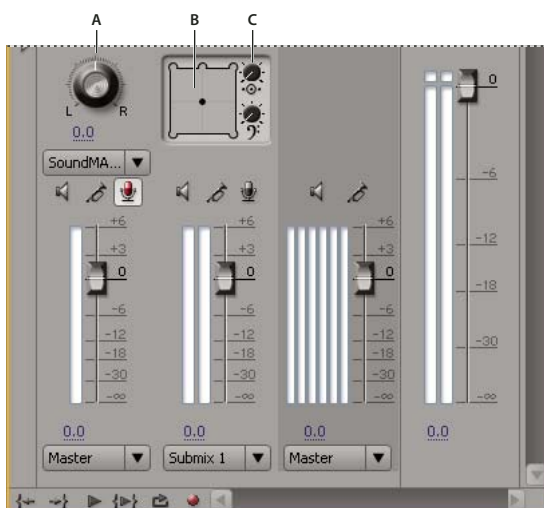 A B C
L R
0.0
SoundMA...
+6 +6 +6 0
+3 +3 +3
0 0 0
-6 -6 -6 -6
-12 -12 -12 -12
-18 -18 -18 -18
-30 -30 -30 -30
-∞ -∞ -∞ -∞
0.0 0.0 0.0 0.0
Master Submix 1 Master